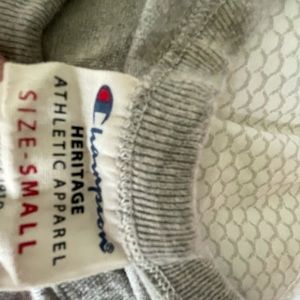 Champion®
HERITAGE
ATHLETIC APPAREL
SIZE-SMALL